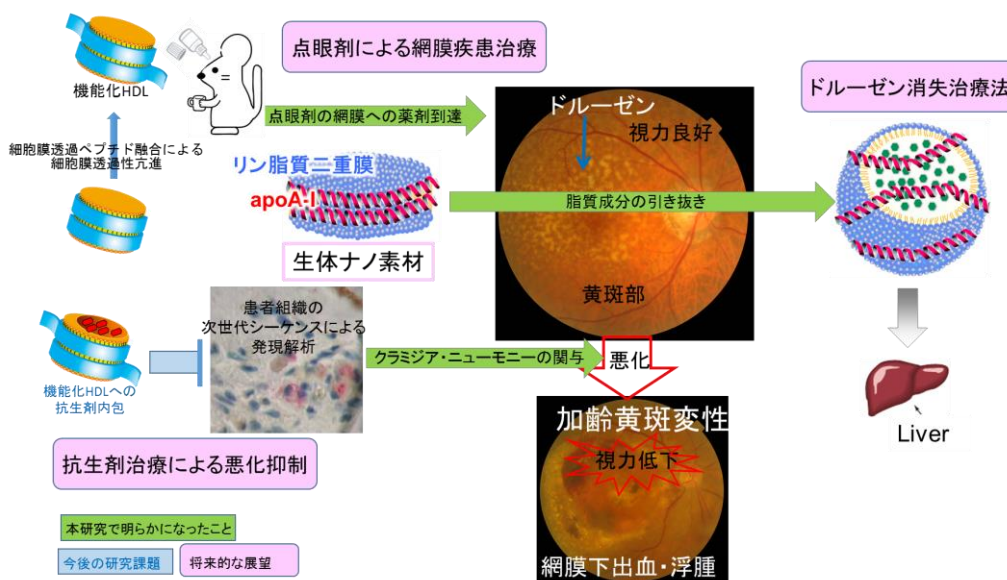 機能化HDL
細胞膜透過ペプチド融合による
細胞膜透過性亢進
点眼剤による網膜疾患治療
点眼剤の網膜への薬剤到達
リン脂質二重膜
apoA-I
生体ナノ素材
ドルーゼン
視力良好
黄斑部
脂質成分の引き抜き
ドルーゼン消失治療法
Liver
機能化HDLへの
抗生剤内包
患者組織の
次世代シーケンスによる
発現解析
クラミジア・ニューモニーの関与
悪化
加齢黄斑変性
視力低下
網膜下出血・浮腫
抗生剤治療による悪化抑制
本研究で明らかになったこと
今後の研究課題
将来的な展望